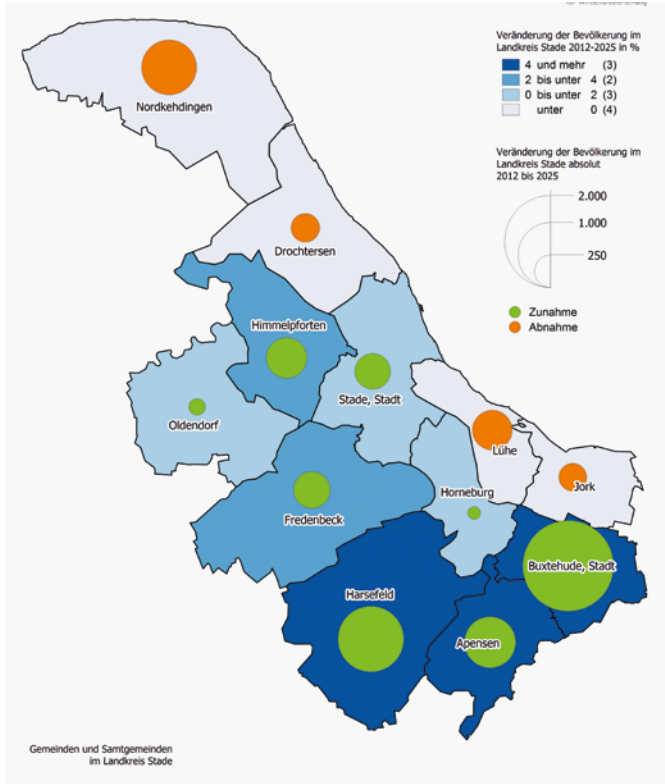 für Wirtschaftsforschung
Veränderung der Bevölkerung im
Landkreis Stade 2012-2025 in %
4 und mehr (3)
2 bis unter 4 (2)
0 bis unter 2 (3)
unter 0 (4)
Veränderung der Bevölkerung im
Landkreis Stade absolut
2012 bis 2025
2.000
1.000
250
Zunahme
Abnahme
Nordkehdingen
Drochtersen
Himmelpforten
Stade, Stadt
Oldendorf
Lühe
Jork
Horneburg
Fredenbeck
Buxtehude, Stadt
Harsefeld
Apensen
Gemeinden und Samtgemeinden
im Landkreis Stade